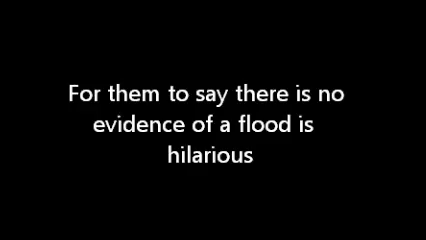 For them to say there is no
evidence of a flood is
hilarious